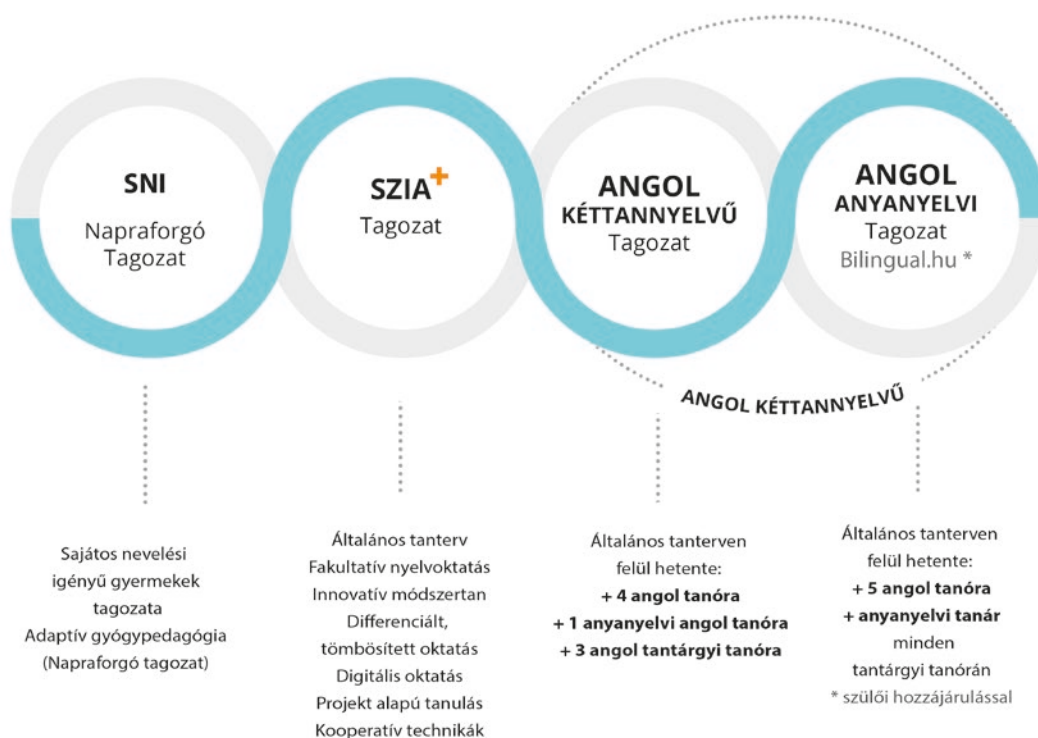 SNI
Napraforgó
Tagozat
SZIA+
Tagozat
ANGOL
KÉTTANNYELVŰ
Tagozat
ANGOL
ANYANYELVI
Tagozat
Bilingual.hu *
ANGOL KÉTTANNYELVŰ
Sajátos nevelési
igényű gyermekek
tagozata
Adaptív gyógypedagógia
(Napraforgó tagozat)
Általános tanterv
Fakultatív nyelvoktatás
Innovatív módszertan
Differenciált,
tömbösített oktatás
Digitális oktatás
Projekt alapú tanulás
Kooperatív technikák
Általános tanterven
felül hetente:
+ 4 angol tanóra
+ 1 anyanyelvi angol tanóra
+ 3 angol tantárgyi tanóra
Általános tanterven
felül hetente:
+ 5 angol tanóra
+ anyanyelvi tanár
minden
tantárgyi tanórán
* szülői hozzájárulással